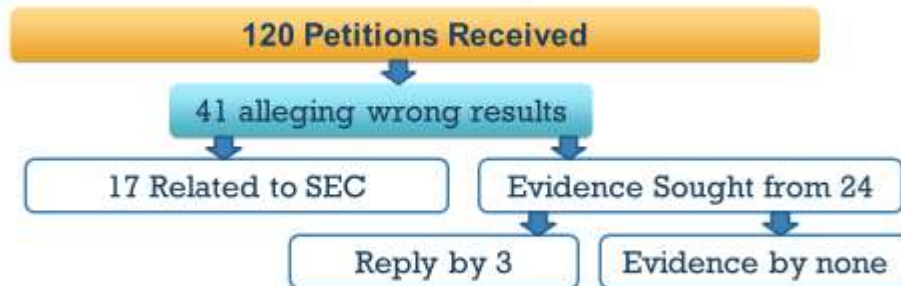 120 Petitions Received
41 alleging wrong results
17 Related to SEC
Evidence Sought from 24
Reply by 3
Evidence by none